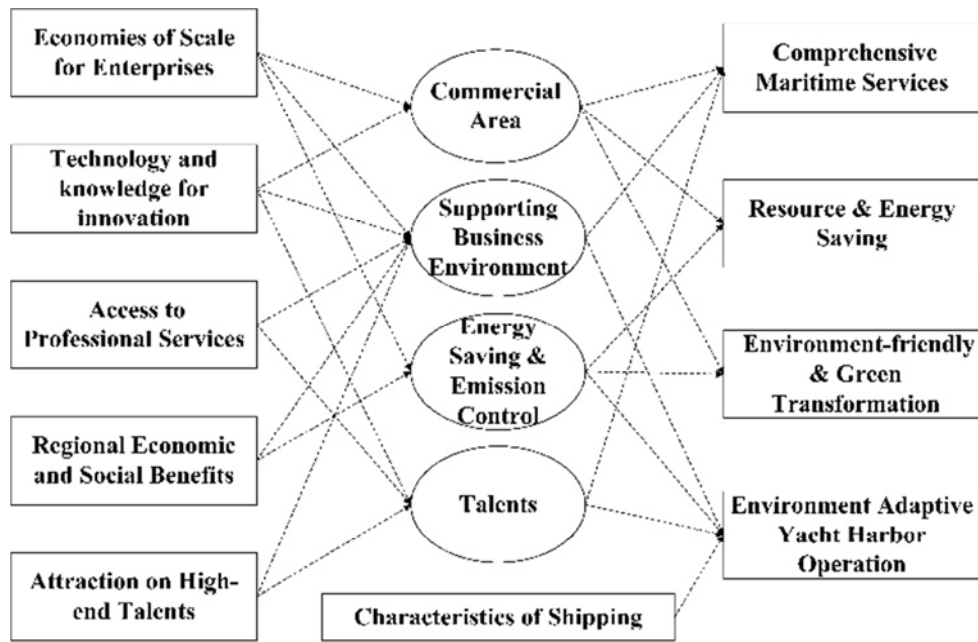 Economies of Scale
for Enterprises
Technology and
knowledge for
innovation
Access to
Professional Services
Regional Economic
and Social Benefits
Attraction on High-
end Talents
Commercial
Area
Supporting
Business
Environment
Energy
Saving &
Emission
Control
Talents
Characteristics of Shipping
Comprehensive
Maritime Services
Resource & Energy
Saving
Environment-friendly
& Green
Transformation
Environment Adaptive
Yacht Harbor
Operation